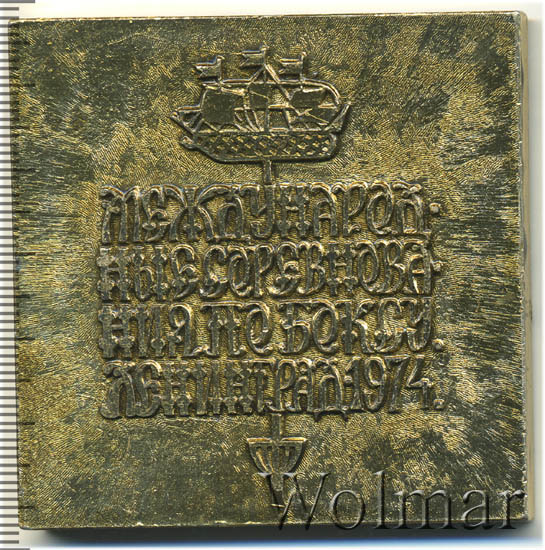 МЕЖДУНАРОД-
НЫЕ СОРЕВНОВА-
НИЯ ПО БОКСУ.
ЛЕНИНГРАД 1974.
Wolmar